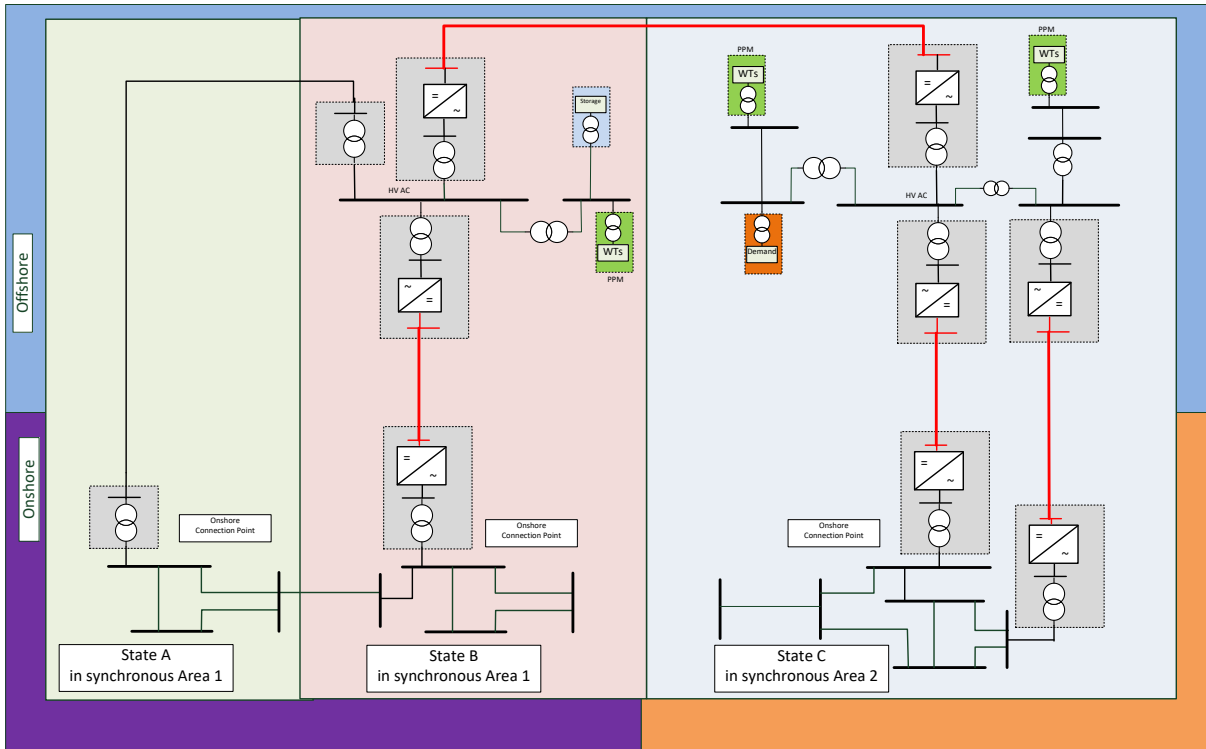 PPM
WTs
PPM
WTs
=
~
=
~
Storage
HV AC
HV AC
WTs
PPM
Demand
~
=
~
=
~
=
Offshore
Onshore
=
~
=
~
=
~
Onshore
Connection Point
Onshore
Connection Point
Onshore
Connection Point
State A
in synchronous Area 1
State B
in synchronous Area 1
State C
in synchronous Area 2